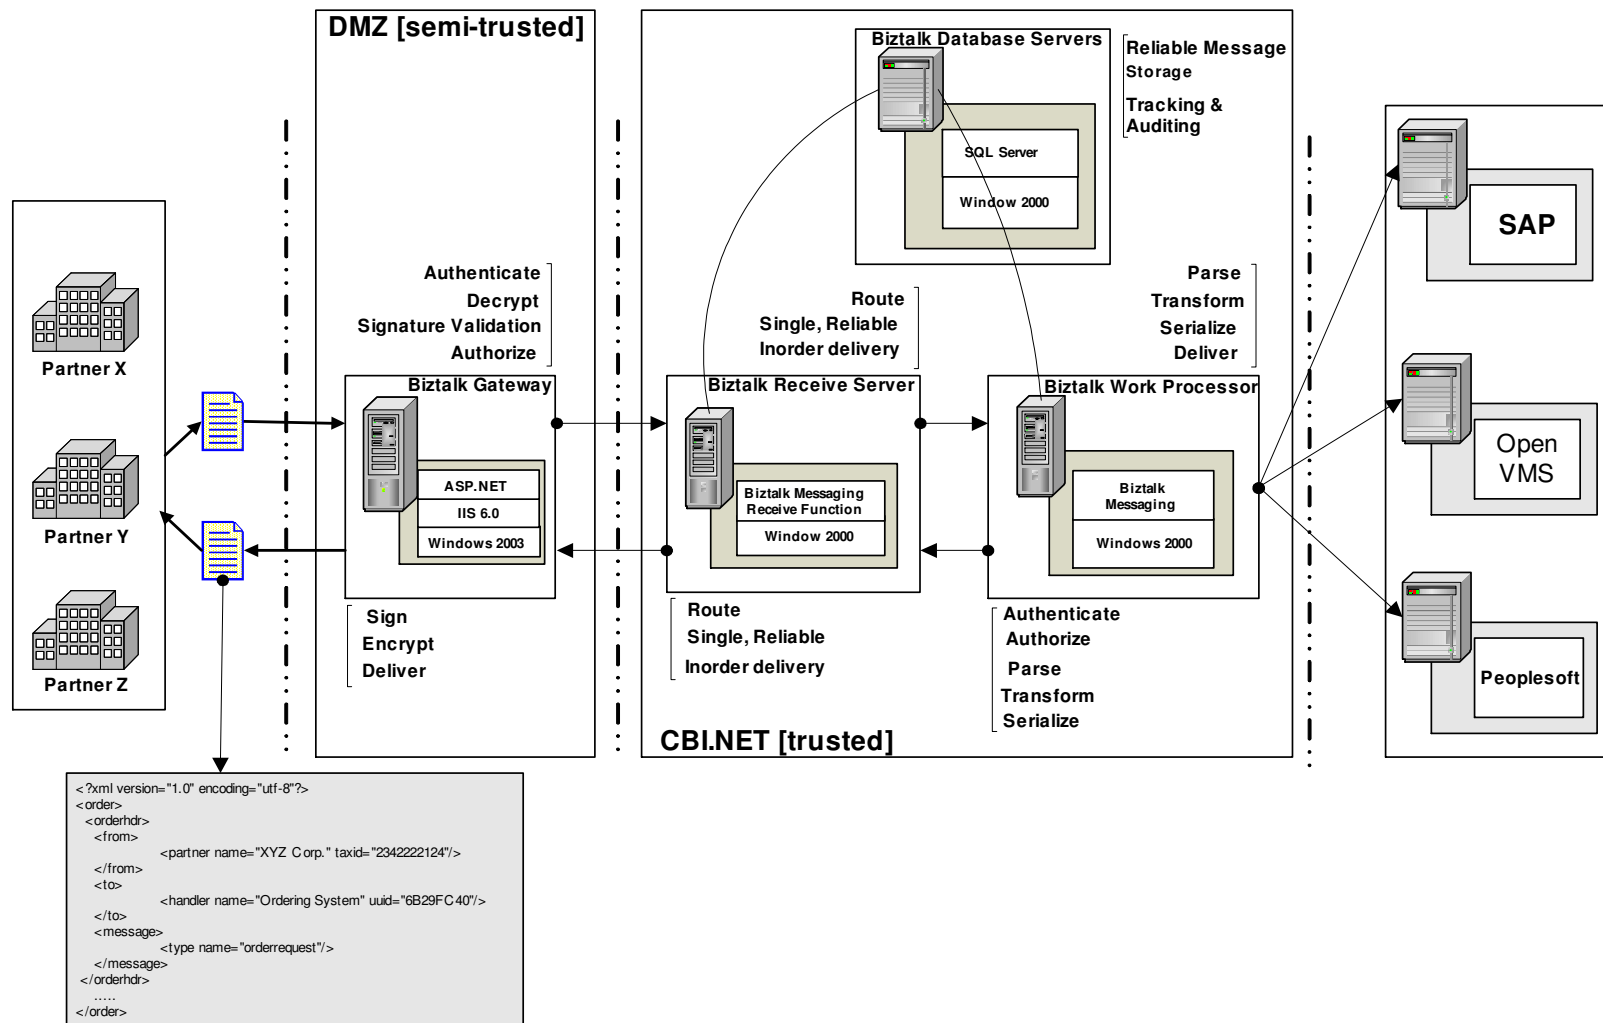 DMZ [semi-trusted]
Biztalk Database Servers
Reliable Message
Storage
Tracking &
Auditing
SQL Server
Window 2000
SAP
Open
VMS
Peoplesoft
Partner X
Partner Y
Partner Z
Authenticate
Decrypt
Signature Validation
Authorize
Biztalk Gateway
ASP.NET
IIS 6.0
Windows 2003
Sign
Encrypt
Deliver
Route
Single, Reliable
Inorder delivery
Biztalk Receive Server
Biztalk Messaging
Receive Function
Window 2000
Route
Single, Reliable
Inorder delivery
Parse
Transform
Serialize
Deliver
Biztalk Work Processor
Biztalk
Messaging
Windows 2000
Authenticate
Authorize
Parse
Transform
Serialize
CBI.NET [trusted]
<?xml version="1.0" encoding="utf-8"?>
<order>
<orderhdr>
<from>
<partner name="XYZ Corp." taxid="2342222124"/>
</from>
<to>
<handler name="Ordering System" uuid="6B29FC40"/>
</to>
<message>
<type name="orderrequest"/>
</message>
</orderhdr>
.....
</order>